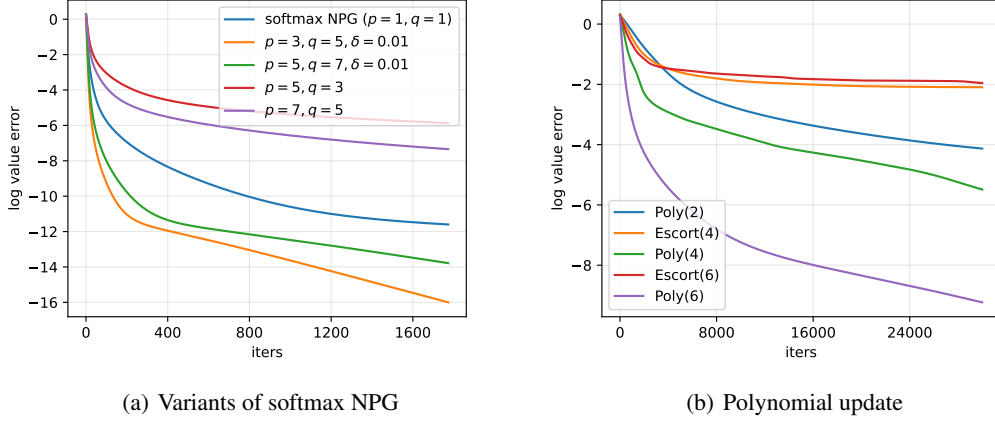 0
−2
−4
−6
−8
−10
−12
−14
−16
log value error
softmax NPG (p = 1, q = 1)
p = 3, q = 5, δ = 0.01
p = 5, q = 7, δ = 0.01
p = 5, q = 3
p = 7, q = 5
0 400 800 1200 1600
iters
(a) Variants of softmax NPG
0
−2
−4
−6
−8
log value error
Poly(2)
Escort(4)
Poly(4)
Escort(6)
Poly(6)
0 8000 16000 24000
iters
(b) Polynomial update